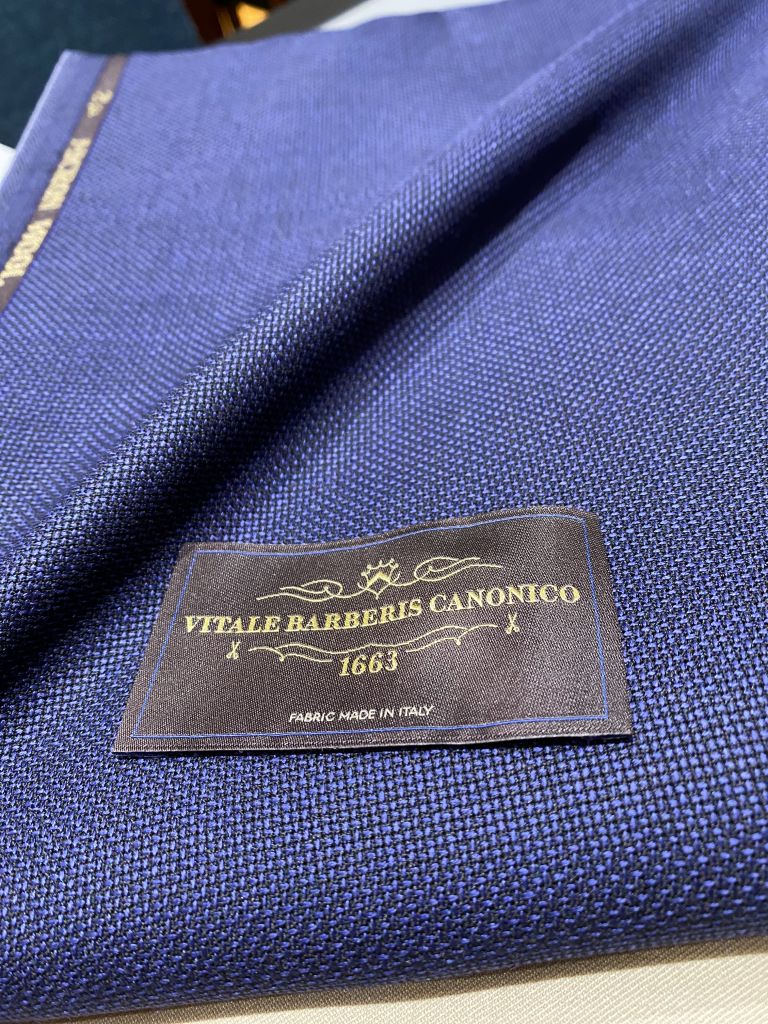 VITALE BARBERIS CANONICO
1663
FABRIC MADE IN ITALY